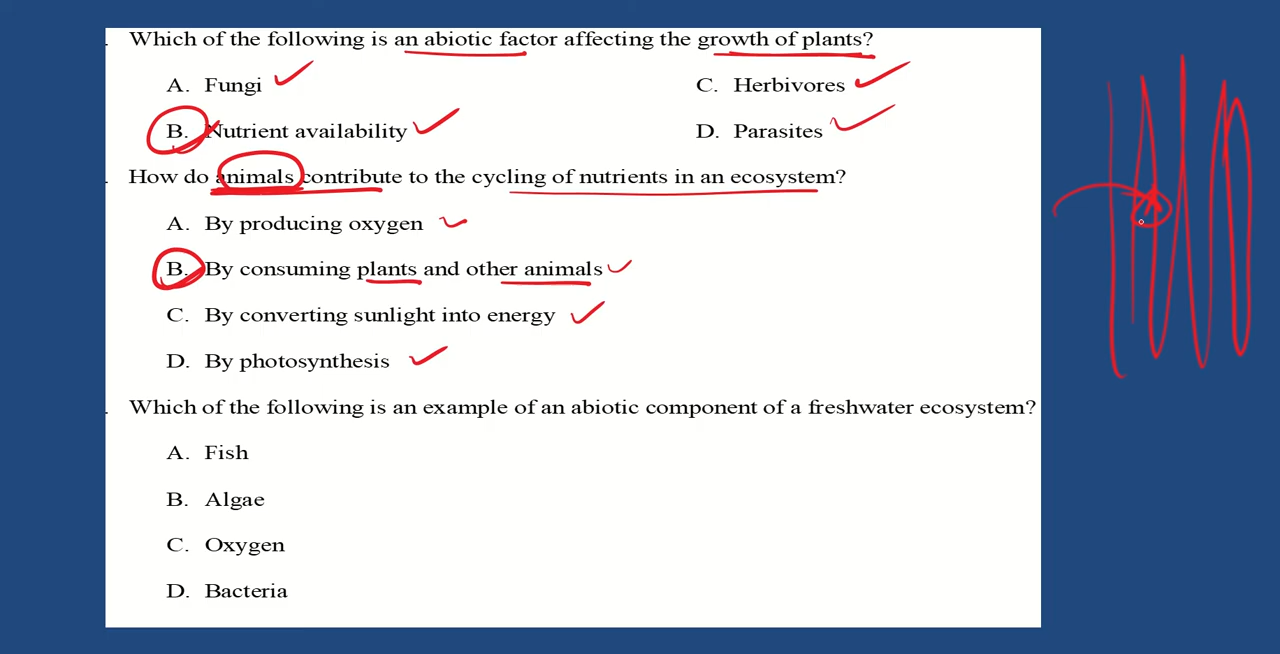 . Which of the following is an abiotic factor affecting the growth of plants?
A. Fungi C. Herbivores
B. Nutrient availability D. Parasites
. How do animals contribute to the cycling of nutrients in an ecosystem?
A. By producing oxygen
B. By consuming plants and other animals
C. By converting sunlight into energy
D. By photosynthesis
. Which of the following is an example of an abiotic component of a freshwater ecosystem?
A. Fish
B. Algae
C. Oxygen
D. Bacteria